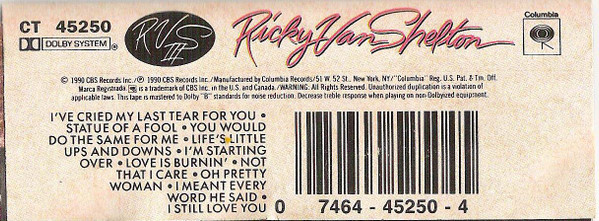 CT 45250
DOLBY SYSTEM ®
RVS III
Ricky Van Shelton
Columbia
© 1990 CBS Records Inc./℗ 1990 CBS Records Inc./Manufactured by Columbia Records/51 W. 52 St., New York, NY/"Columbia" Reg. U.S. Pat. & Tm. Off.
Marca Registrada. is a trademark of CBS Inc. in the U.S. and Canada./WARNING: All Rights Reserved. Unauthorized duplication is a violation of
applicable laws. This tape is mastered to Dolby "B" standards for noise reduction. Decrease treble response when playing on non-Dolbyized equipment.
I'VE CRIED MY LAST TEAR FOR YOU •
STATUE OF A FOOL • YOU WOULD
DO THE SAME FOR ME • LIFE'S LITTLE
UPS AND DOWNS • I'M STARTING
OVER • LOVE IS BURNIN' • NOT
THAT I CARE • OH PRETTY
WOMAN • I MEANT EVERY
WORD HE SAID •
I STILL LOVE YOU
0 7464-45250-4